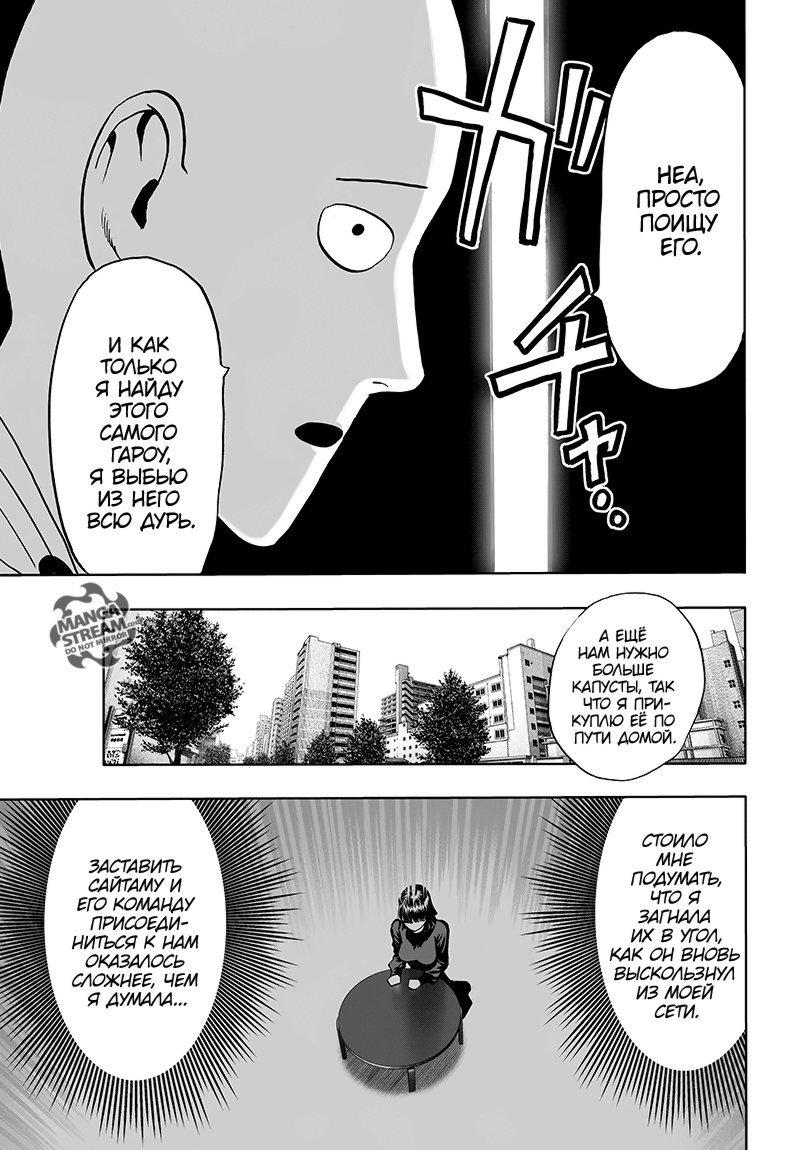 НЕА,
ПРОСТО
ПОИЩУ
ЕГО.
ガ
チャ..
И КАК
ТОЛЬКО
Я НАЙДУ
ЭТОГО
САМОГО
ГАРОУ,
Я ВЫБЬЮ
ИЗ НЕГО
ВСЮ ДУРЬ.
MANGA
STREAM.com
DO NOT MIRROR
А ЕЩЁ
НАМ НУЖНО
БОЛЬШЕ
КАПУСТЫ, ТАК
ЧТО Я ПРИ-
КУПЛЮ ЕЁ ПО
ПУТИ ДОМОЙ.
СТОИЛО
МНЕ
ПОДУМАТЬ,
ЧТО Я
ЗАГНАЛА
ИХ В УГОЛ,
КАК ОН ВНОВЬ
ВЫСКОЛЬЗНУЛ
ИЗ МОЕЙ
СЕТИ.
ЗАСТАВИТЬ
САЙТАМУ И
ЕГО КОМАНДУ
ПРИСОЕДИ-
НИТЬСЯ К НАМ
ОКАЗАЛОСЬ
СЛОЖНЕЕ, ЧЕМ
Я ДУМАЛА...